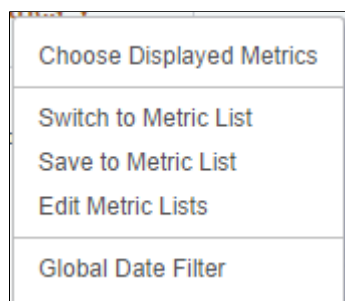 Choose Displayed Metrics
Switch to Metric List
Save to Metric List
Edit Metric Lists
Global Date Filter